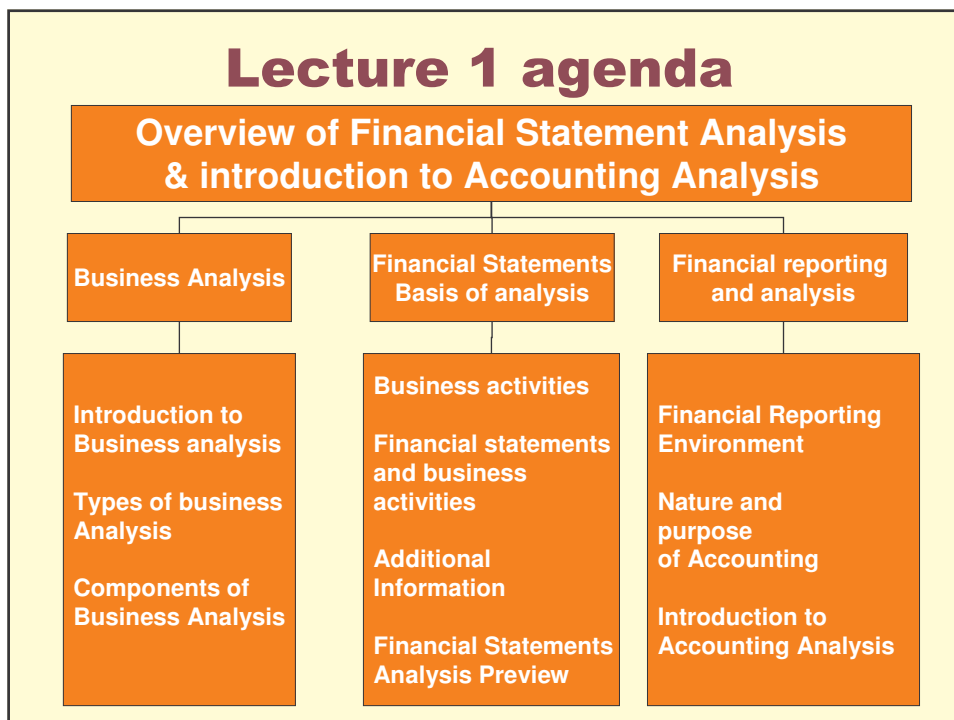 Lecture 1 agenda
Overview of Financial Statement Analysis
& introduction to Accounting Analysis
Business Analysis
Financial Statements
Basis of analysis
Financial reporting
and analysis
Introduction to
Business analysis
Types of business
Analysis
Components of
Business Analysis
Business activities
Financial statements
and business
activities
Additional
Information
Financial Statements
Analysis Preview
Financial Reporting
Environment
Nature and
purpose
of Accounting
Introduction to
Accounting Analysis